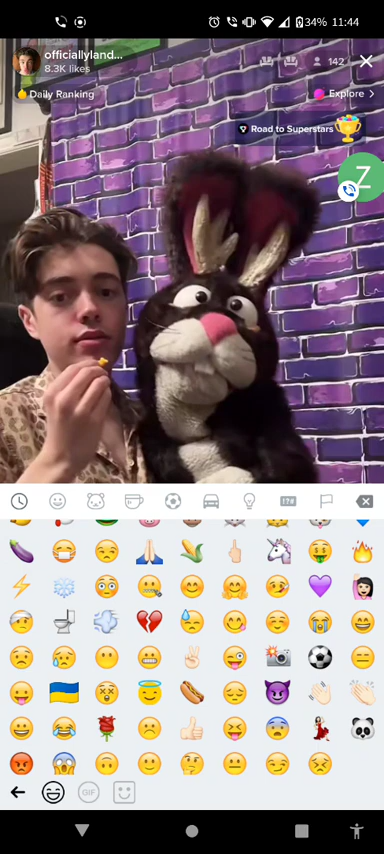 34% 11:44
officiallyland...
8.3K likes
142
Daily Ranking
Explore >
Road to Superstars
Z
!?#
GIF